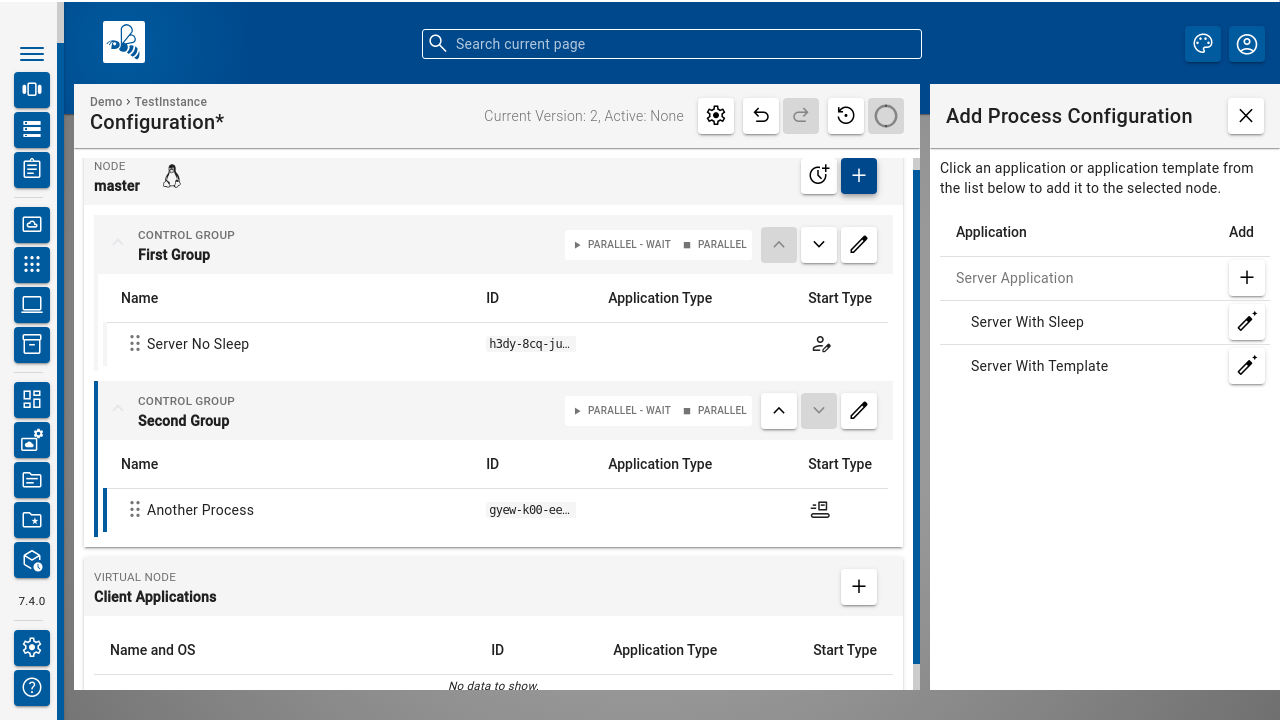 Search current page
Demo › TestInstance
Configuration*
Current Version: 2, Active: None
Add Process Configuration
Click an application or application template from
the list below to add it to the selected node.
Application Add
Server Application
Server With Sleep
Server With Template
NODE
master
CONTROL GROUP
First Group
PARALLEL - WAIT PARALLEL
Name ID Application Type Start Type
Server No Sleep h3dy-8cq-ju…
CONTROL GROUP
Second Group
PARALLEL - WAIT PARALLEL
Name ID Application Type Start Type
Another Process gyew-k00-ee…
VIRTUAL NODE
Client Applications
Name and OS ID Application Type Start Type
No data to show.
7.4.0